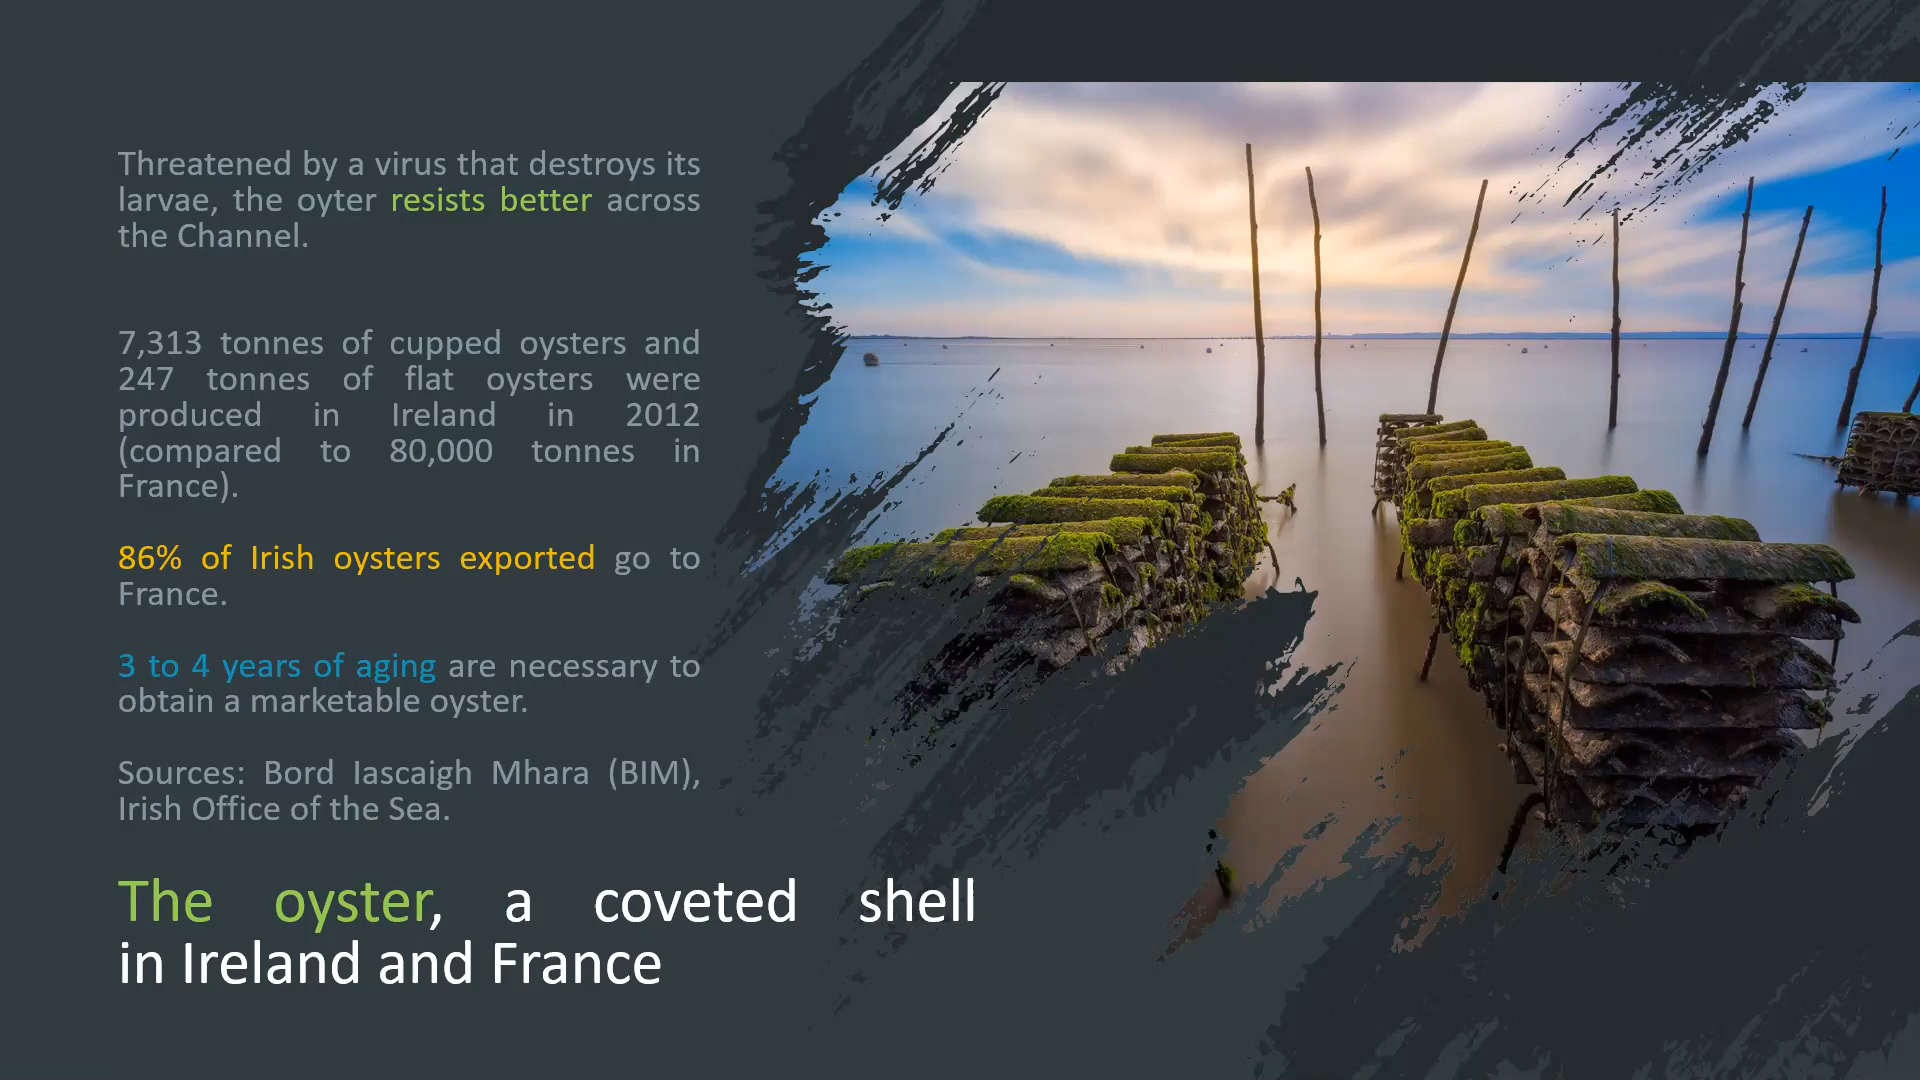 Threatened by a virus that destroys its
larvae, the oyter resists better across
the Channel.
7,313 tonnes of cupped oysters and
247 tonnes of flat oysters were
produced in Ireland in 2012
(compared to 80,000 tonnes in
France).
86% of Irish oysters exported go to
France.
3 to 4 years of aging are necessary to
obtain a marketable oyster.
Sources: Bord Iascaigh Mhara (BIM),
Irish Office of the Sea.
The oyster, a coveted shell
in Ireland and France